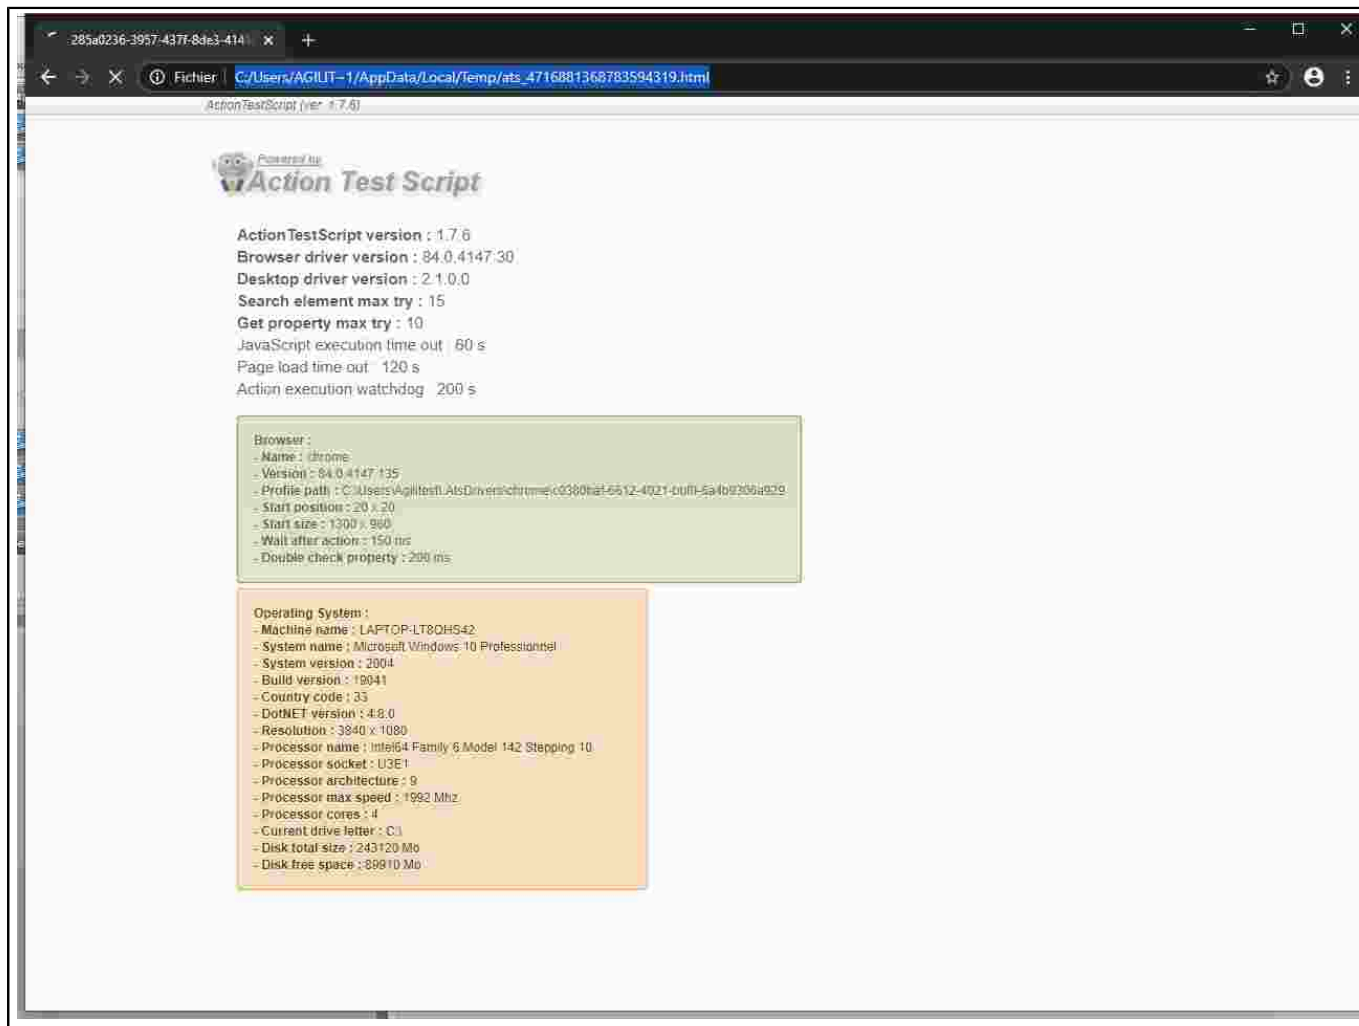 285a0236-3957-437f-8de3-414
Fichier C:/Users/AGILIT~1/AppData/Local/Temp/ats_4716881368783594319.html
ActionTestScript (ver. 1.7.6)
Powered by
Action Test Script
ActionTestScript version : 1.7.6
Browser driver version : 84.0.4147.30
Desktop driver version : 2.1.0.0
Search element max try : 15
Get property max try : 10
JavaScript execution time out : 60 s
Page load time out : 120 s
Action execution watchdog : 200 s
Browser :
- Name : chrome
- Version : 84.0.4147.135
- Profile path :
- Start position : 20 x 20
- Start size : 1300 x 960
- Wait after action : 150 ms
- Double check property : 200 ms
Operating System :
- Machine name :
- System name : Microsoft Windows 10 Professionnel
- System version : 2004
- Build version : 19041
- Country code : 33
- DotNET version : 4.8.0
- Resolution : 3840 x 1080
- Processor name : Intel64 Family 6 Model 142 Stepping 10
- Processor socket : U3E1
- Processor architecture : 9
- Processor max speed : 1992 Mhz
- Processor cores : 4
- Current drive letter : C:\
- Disk total size : 243120 Mo
- Disk free space : 89910 Mo